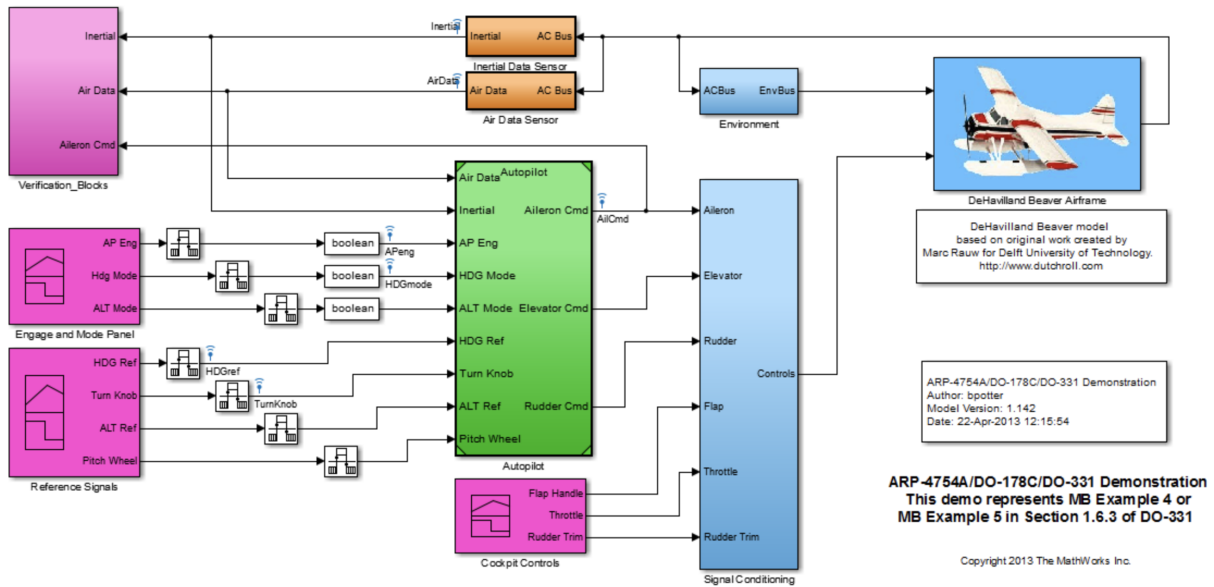 Inertial
Air Data
Aileron Cmd
Verification_Blocks
Inertial
Inertial
AC Bus
Inertial Data Sensor
AirData
Air Data
AC Bus
Air Data Sensor
ACBus
EnvBus
Environment
DeHavilland Beaver Airframe
DeHavilland Beaver model
based on original work created by
Marc Rauw for Delft University of Technology.
http://www.dutchroll.com
AP Eng
Hdg Mode
ALT Mode
Engage and Mode Panel
boolean
APeng
boolean
HDGmode
boolean
HDG Ref
Turn Knob
ALT Ref
Pitch Wheel
Reference Signals
HDGref
TurnKnob
Autopilot
Air Data
Inertial
AP Eng
HDG Mode
ALT Mode
HDG Ref
Turn Knob
ALT Ref
Pitch Wheel
Aileron Cmd
Elevator Cmd
Rudder Cmd
Autopilot
AilCmd
Flap Handle
Throttle
Rudder Trim
Cockpit Controls
Aileron
Elevator
Rudder
Flap
Throttle
Rudder Trim
Controls
Signal Conditioning
ARP-4754A/DO-178C/DO-331 Demonstration
Author: bpotter
Model Version: 1.142
Date: 22-Apr-2013 12:15:54
ARP-4754A/DO-178C/DO-331 Demonstration
This demo represents MB Example 4 or
MB Example 5 in Section 1.6.3 of DO-331
Copyright 2013 The MathWorks Inc.